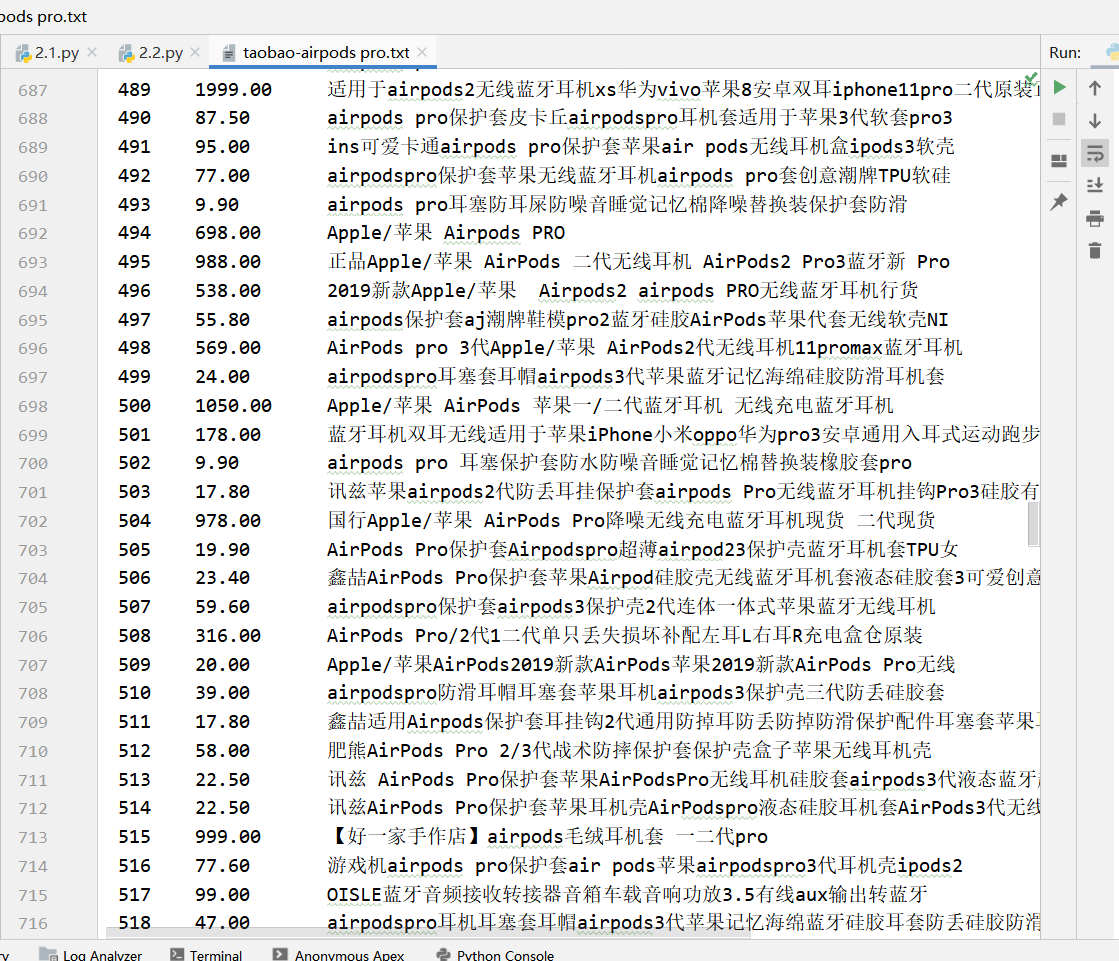 pods pro.txt
2.1.py 2.2.py taobao-airpods pro.txt Run:
687 489 1999.00 适用于airpods2无线蓝牙耳机xs华为vivo苹果8安卓双耳iphone11pro二代原装
688 490 87.50 airpods pro保护套皮卡丘airpodspro耳机套适用于苹果3代软套pro3
689 491 95.00 ins可爱卡通airpods pro保护套苹果air pods无线耳机盒ipods3软壳
690 492 77.00 airpodspro保护套苹果无线蓝牙耳机airpods pro套创意潮牌TPU软硅
691 493 9.90 airpods pro耳塞防耳屎防噪音睡觉记忆棉降噪替换装保护套防滑
692 494 698.00 Apple/苹果 Airpods PRO
693 495 988.00 正品Apple/苹果 AirPods 二代无线耳机 AirPods2 Pro3蓝牙新 Pro
694 496 538.00 2019新款Apple/苹果  Airpods2 airpods PRO无线蓝牙耳机行货
695 497 55.80 airpods保护套aj潮牌鞋模pro2蓝牙硅胶AirPods苹果代套无线软壳NI
696 498 569.00 AirPods pro 3代Apple/苹果 AirPods2代无线耳机11promax蓝牙耳机
697 499 24.00 airpodspro耳塞套耳帽airpods3代苹果蓝牙记忆海绵硅胶防滑耳机套
698 500 1050.00 Apple/苹果 AirPods 苹果一/二代蓝牙耳机 无线充电蓝牙耳机
699 501 178.00 蓝牙耳机双耳无线适用于苹果iPhone小米oppo华为pro3安卓通用入耳式运动跑步
700 502 9.90 airpods pro 耳塞保护套防水防噪音睡觉记忆棉替换装橡胶套pro
701 503 17.80 讯兹苹果airpods2代防丢耳挂保护套airpods Pro无线蓝牙耳机挂钩Pro3硅胶有
702 504 978.00 国行Apple/苹果 AirPods Pro降噪无线充电蓝牙耳机现货 二代现货
703 505 19.90 AirPods Pro保护套Airpodspro超薄airpod23保护壳蓝牙耳机套TPU女
704 506 23.40 鑫喆AirPods Pro保护套苹果Airpod硅胶壳无线蓝牙耳机套液态硅胶套3可爱创意
705 507 59.60 airpodspro保护套airpods3保护壳2代连体一体式苹果蓝牙无线耳机
706 508 316.00 AirPods Pro/2代1二代单只丢失损坏补配左耳L右耳R充电盒仓原装
707 509 20.00 Apple/苹果AirPods2019新款AirPods苹果2019新款AirPods Pro无线
708 510 39.00 airpodspro防滑耳帽耳塞套苹果耳机airpods3保护壳三代防丢硅胶套
709 511 17.80 鑫喆适用Airpods保护套耳挂钩2代通用防掉耳防丢防掉防滑保护配件耳塞套苹果
710 512 58.00 肥熊AirPods Pro 2/3代战术防摔保护套保护壳盒子苹果无线耳机壳
711 513 22.50 讯兹 AirPods Pro保护套苹果AirPodsPro无线耳机硅胶套airpods3代液态蓝牙
712 514 22.50 讯兹AirPods Pro保护套苹果耳机壳AirPodspro液态硅胶耳机套AirPods3代无线
713 515 999.00 【好一家手作店】airpods毛绒耳机套 一二代pro
714 516 77.60 游戏机airpods pro保护套air pods苹果airpodspro3代耳机壳ipods2
715 517 99.00 OISLE蓝牙音频接收转接器音箱车载音响功放3.5有线aux输出转蓝牙
716 518 47.00 airpodspro耳机耳塞套耳帽airpods3代苹果记忆海绵蓝牙硅胶耳套防丢硅胶防滑
Log Analyzer Terminal Anonymous Apex Python Console